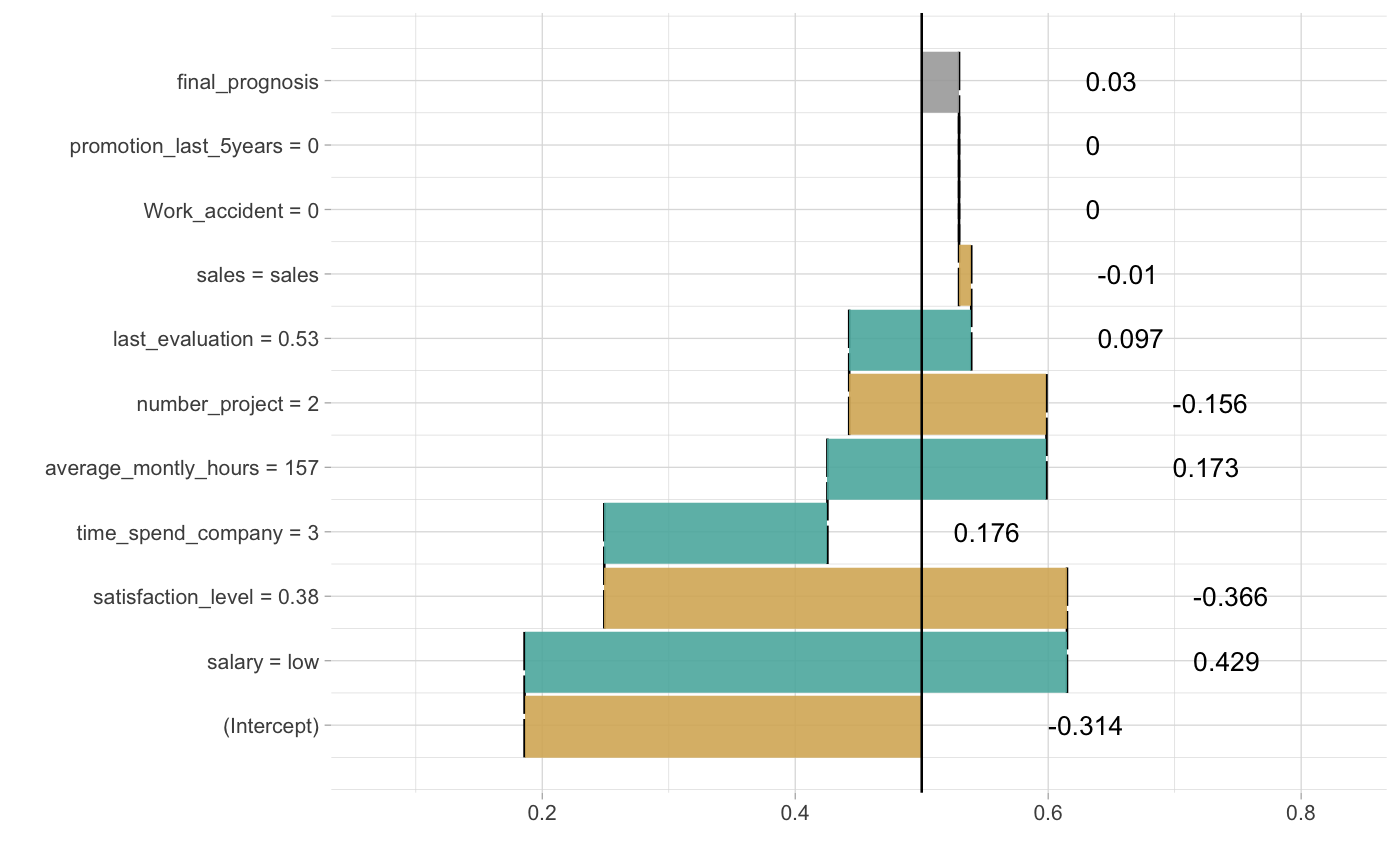 final_prognosis 0.03
promotion_last_5years = 0 0
Work_accident = 0 0
sales = sales -0.01
last_evaluation = 0.53 0.097
number_project = 2 -0.156
average_montly_hours = 157 0.173
time_spend_company = 3 0.176
satisfaction_level = 0.38 -0.366
salary = low 0.429
(Intercept) -0.314
0.2 0.4 0.6 0.8